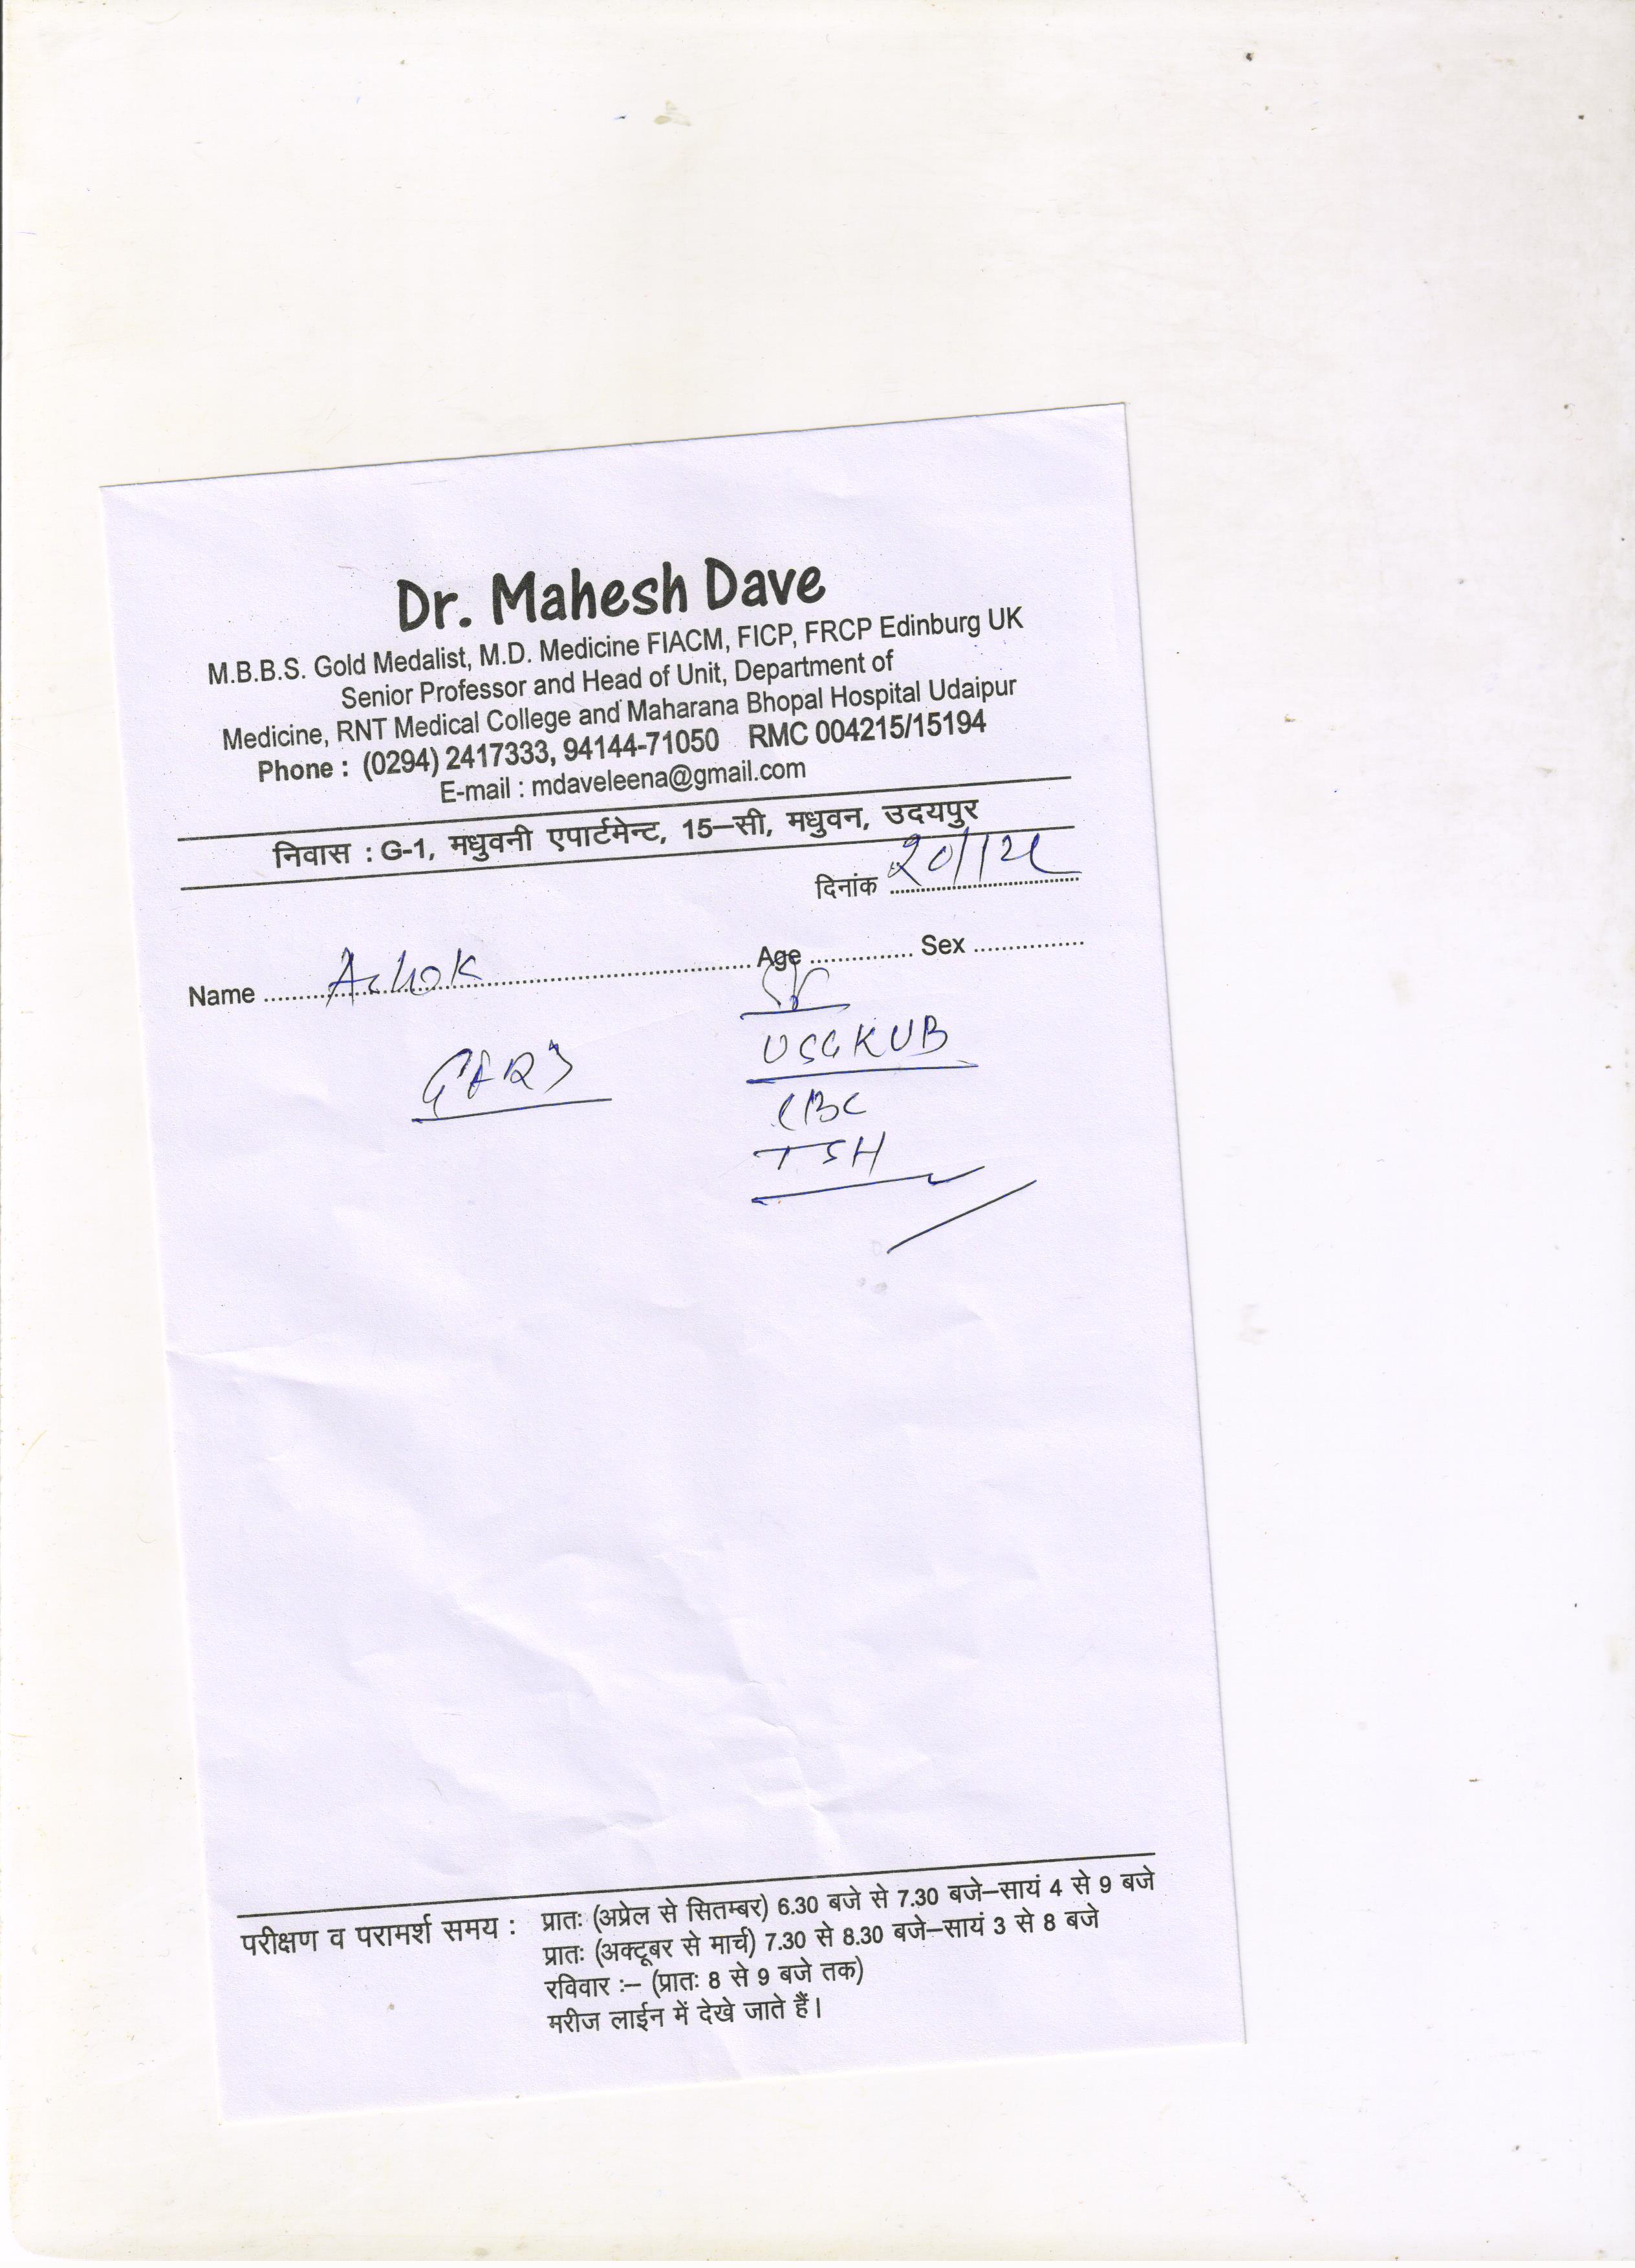 Dr. Mahesh Dave
M.B.B.S. Gold Medalist, M.D. Medicine FIACM, FICP, FRCP Edinburg UK
Senior Professor and Head of Unit, Department of
Medicine, RNT Medical College and Maharana Bhopal Hospital Udaipur
Phone : (0294) 2417333, 94144-71050 RMC 004215/15194
E-mail : mdaveleena@gmail.com
निवास : G-1, मधुवनी एपार्टमेन्ट, 15–सी, मधुवन, उदयपुर
दिनांक
Name Ashok Age Sex
USG KUB
CBC
TSH
परीक्षण व परामर्श समय : प्रातः (अप्रेल से सितम्बर) 6.30 बजे से 7.30 बजे–सायं 4 से 9 बजे
प्रातः (अक्टूबर से मार्च) 7.30 से 8.30 बजे–सायं 3 से 8 बजे
रविवार :– (प्रातः 8 से 9 बजे तक)
मरीज लाईन में देखे जाते हैं।